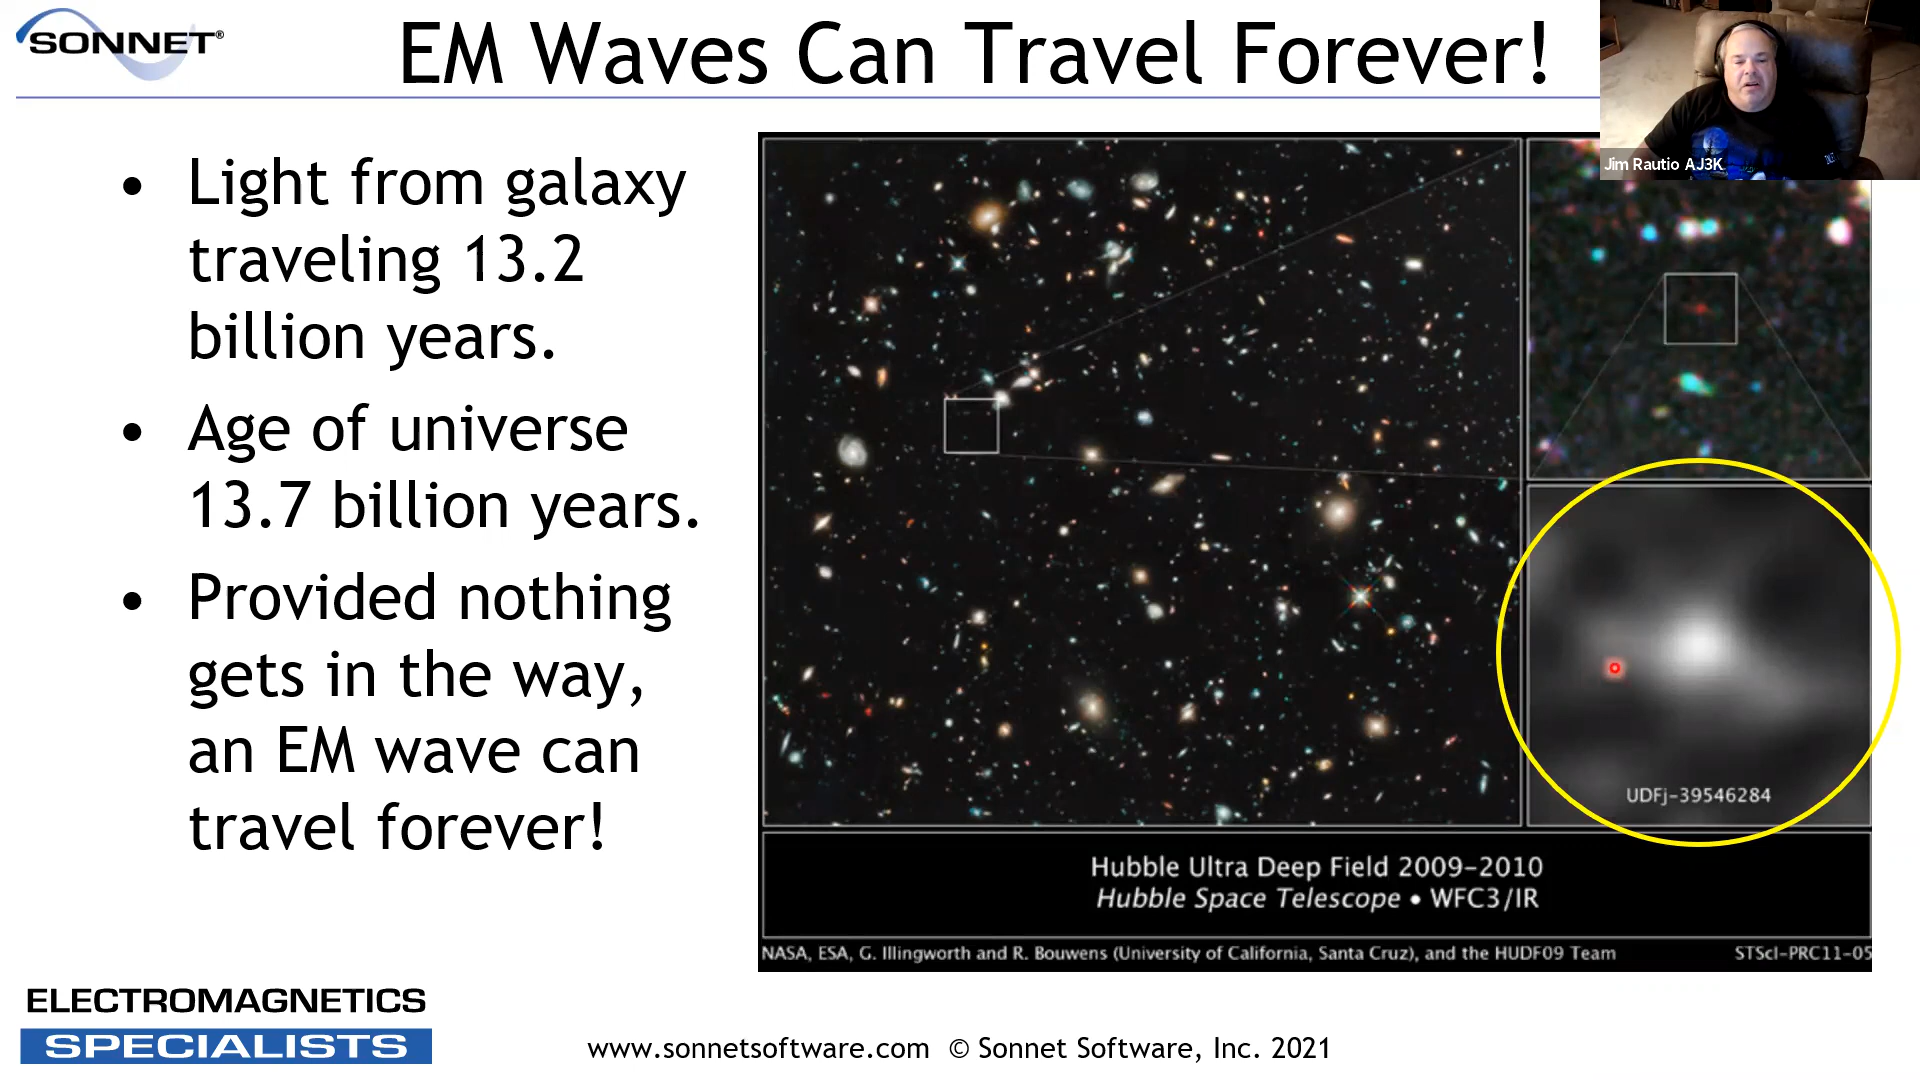 SONNET®
EM Waves Can Travel Forever!
Jim Rautio AJ3K
• Light from galaxy
traveling 13.2
billion years.
• Age of universe
13.7 billion years.
• Provided nothing
gets in the way,
an EM wave can
travel forever!
UDFj-39546284
Hubble Ultra Deep Field 2009-2010
Hubble Space Telescope • WFC3/IR
NASA, ESA, G. Illingworth and R. Bouwens (University of California, Santa Cruz), and the HUDF09 Team STScI-PRC11-05
ELECTROMAGNETICS
SPECIALISTS
www.sonnetsoftware.com © Sonnet Software, Inc. 2021